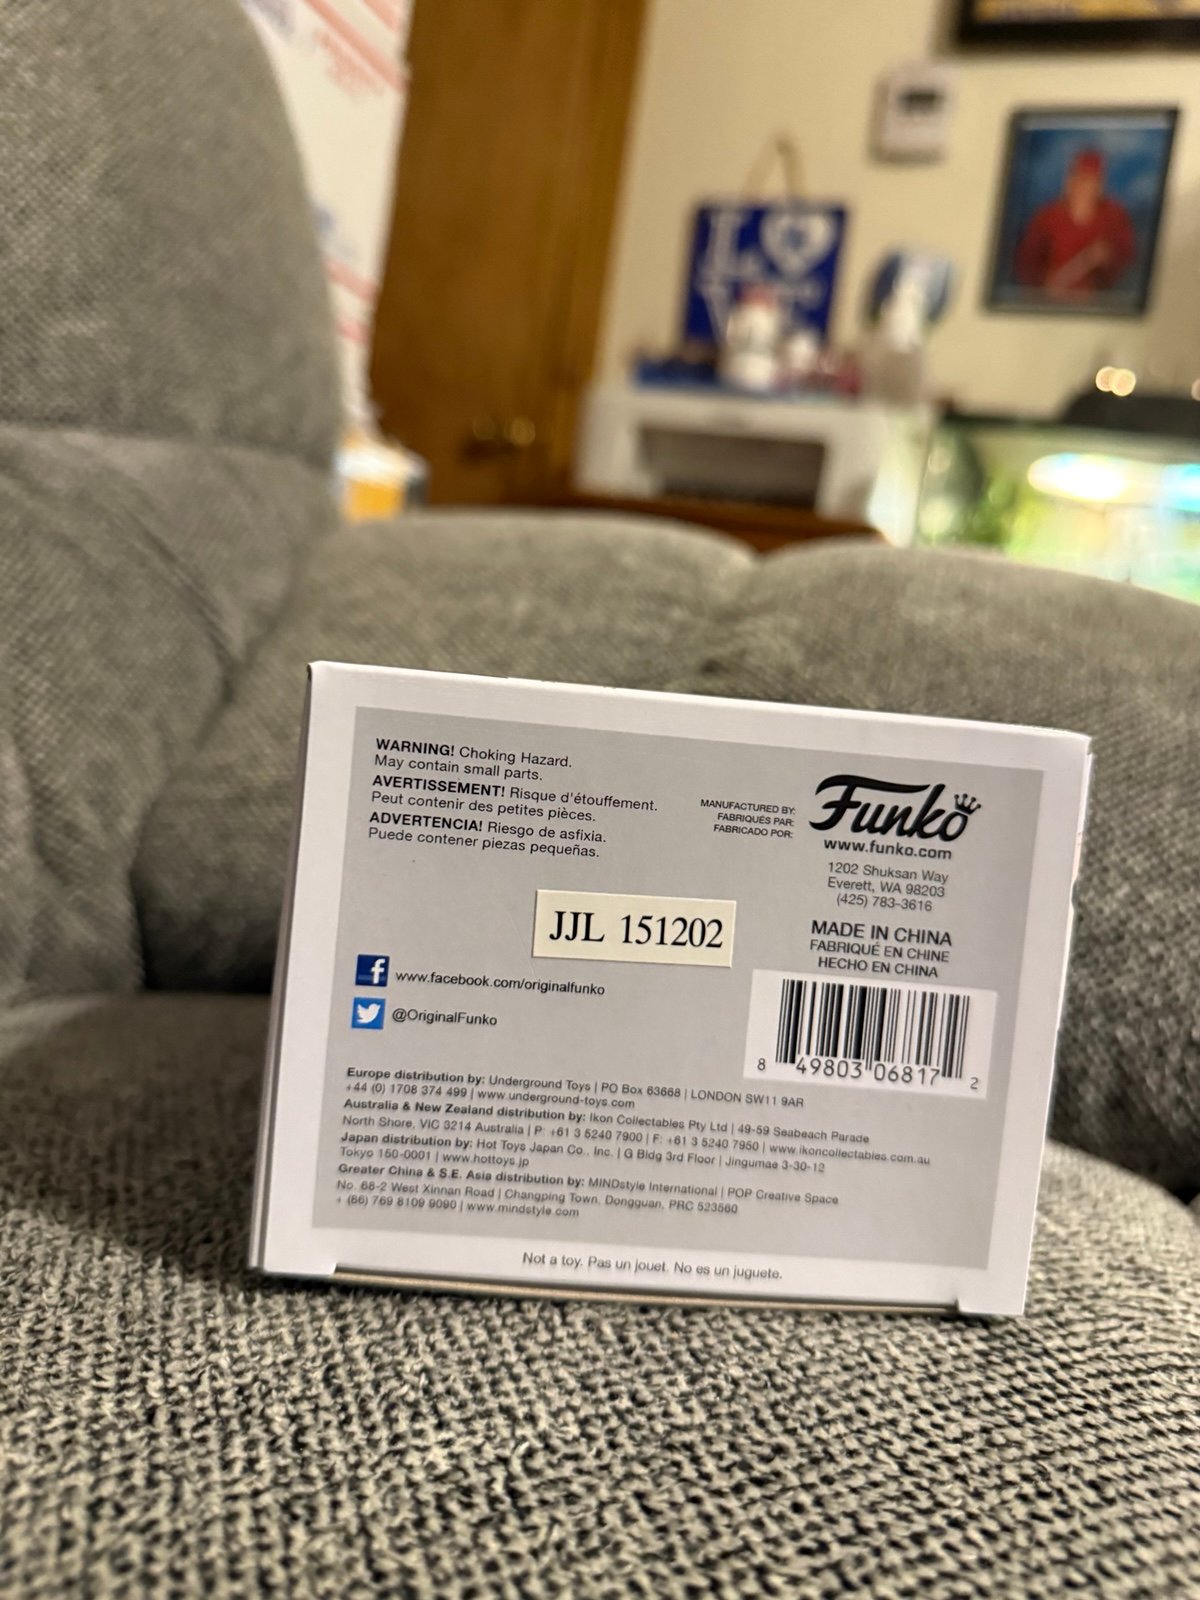 LOVE
WARNING! Choking Hazard.
May contain small parts.
AVERTISSEMENT! Risque d'étouffement.
Peut contenir des petites pièces.
ADVERTENCIA! Riesgo de asfixia.
Puede contener piezas pequeñas.
MANUFACTURED BY:
FABRIQUÉS PAR:
FABRICADO POR:
Funko
www.funko.com
1202 Shuksan Way
Everett, WA 98203
(425) 783-3616
JJL 151202
MADE IN CHINA
FABRIQUÉ EN CHINE
HECHO EN CHINA
f www.facebook.com/originalfunko
@OriginalFunko
8 49803 06817 2
Europe distribution by: Underground Toys | PO Box 63668 | LONDON SW11 9AR
+44 (0) 1708 374 499 | www.underground-toys.com
Australia & New Zealand distribution by: Ikon Collectables Pty Ltd | 49-59 Seabeach Parade
North Shore, VIC 3214 Australia | P: +61 3 5240 7900 | F: +61 3 5240 7950 | www.ikoncollectables.com.au
Japan distribution by: Hot Toys Japan Co., Inc. | G Bldg 3rd Floor | Jingumae 3-30-12
Tokyo 150-0001 | www.hottoys.jp
Greater China & S.E. Asia distribution by: MINDstyle International | POP Creative Space
No. 68-2 West Xinnan Road | Changping Town, Dongguan, PRC 523560
+ (86) 769 8109 9090 | www.mindstyle.com
Not a toy. Pas un jouet. No es un juguete.